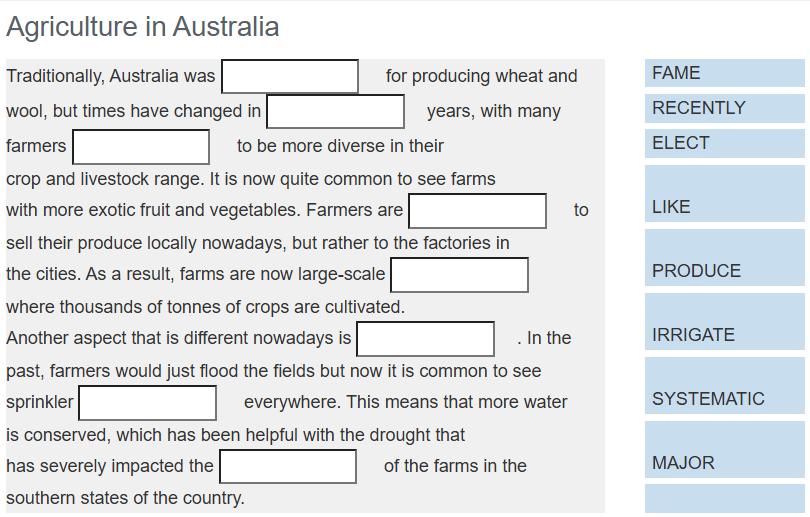 Agriculture in Australia
Traditionally, Australia was for producing wheat and FAME
wool, but times have changed in years, with many RECENTLY
farmers to be more diverse in their ELECT
crop and livestock range. It is now quite common to see farms
with more exotic fruit and vegetables. Farmers are to LIKE
sell their produce locally nowadays, but rather to the factories in
the cities. As a result, farms are now large-scale PRODUCE
where thousands of tonnes of crops are cultivated.
Another aspect that is different nowadays is . In the IRRIGATE
past, farmers would just flood the fields but now it is common to see
sprinkler everywhere. This means that more water SYSTEMATIC
is conserved, which has been helpful with the drought that
has severely impacted the of the farms in the MAJOR
southern states of the country.